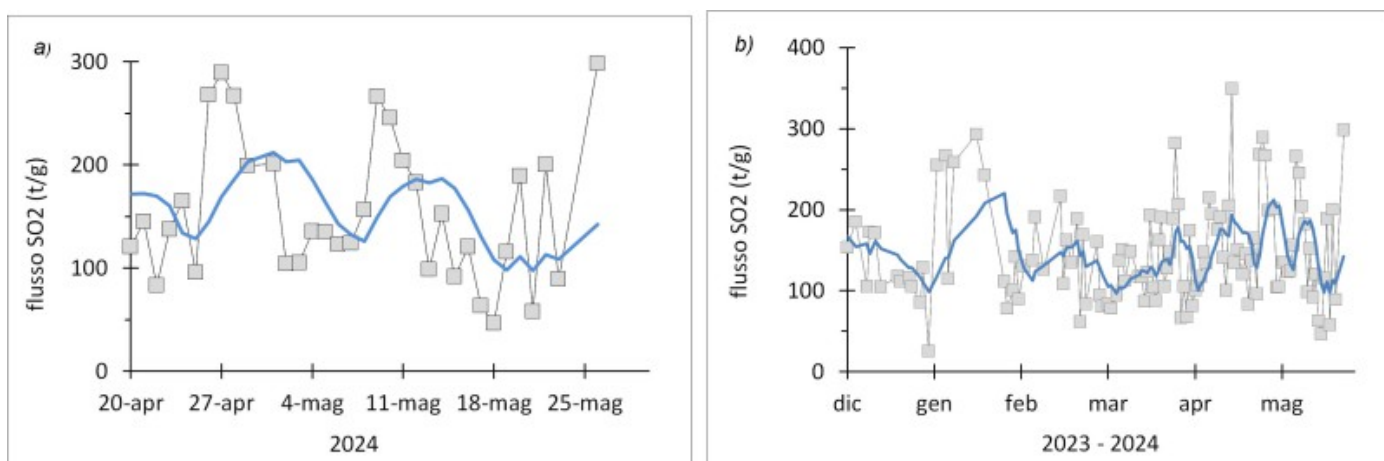 a)
flusso SO2 (t/g)
300
200
100
0
20-apr 27-apr 4-mag 11-mag 18-mag 25-mag
2024
b)
flusso SO2 (t/g)
400
300
200
100
0
dic gen feb mar apr mag
2023 - 2024